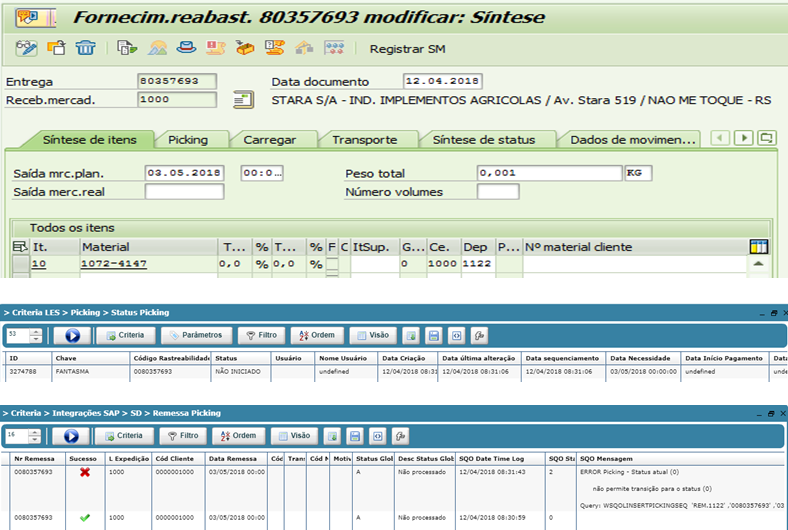 Fornecim.reabast. 80357693 modificar: Síntese
Registrar SM
Entrega 80357693 Data documento 12.04.2018
Receb.mercad. 1000 STARA S/A - IND. IMPLEMENTOS AGRICOLAS / Av. Stara 519 / NAO ME TOQUE - RS
Síntese de itens Picking Carregar Transporte Síntese de status Dados de movimen...
Saída mrc.plan. 03.05.2018 00:0... Peso total 0,001 KG
Saída merc.real Número volumes
Todos os itens
It. Material T... % T... % F C ItSup. G... Ce. Dep P... Nº material cliente
10 1072-4147 0,0 % 0,0 % 0 1000 1122
> Criteria LES > Picking > Status Picking
53 Criteria Parámetros Filtro Ordem Visão
ID Chave Código Rastreabilidade Status Usuário Nome Usuário Data Criação Data última alteração Data sequenciamento Data Necessidade Data Início Pagamento Data
3274788 FANTASMA 0080357693 NÃO INICIADO undefined 12/04/2018 08:31 12/04/2018 08:31:06 12/04/2018 08:31:06 03/05/2018 00:00:00 undefined unde
> Criteria > Integrações SAP > SD > Remessa Picking
16 Criteria Filtro Ordem Visão
Nr Remessa Sucesso L Expedição Cód Cliente Data Remessa Cód Tran Cód M Motiv Status Glol Desc Status Glob SQO Date Time Log SQO Sta SQO Mensagem
0080357693 1000 0000001000 03/05/2018 00:00 A Não processado 12/04/2018 08:31:43 2 ERROR Picking - Status atual (0)
não permite transição para o status (0)
Query: WSQOLINSERTPICKINGSEQ 'REM.1122' ,'0080357693' ,'03
0080357693 1000 0000001000 03/05/2018 00:00 A Não processado 12/04/2018 08:30:59 0